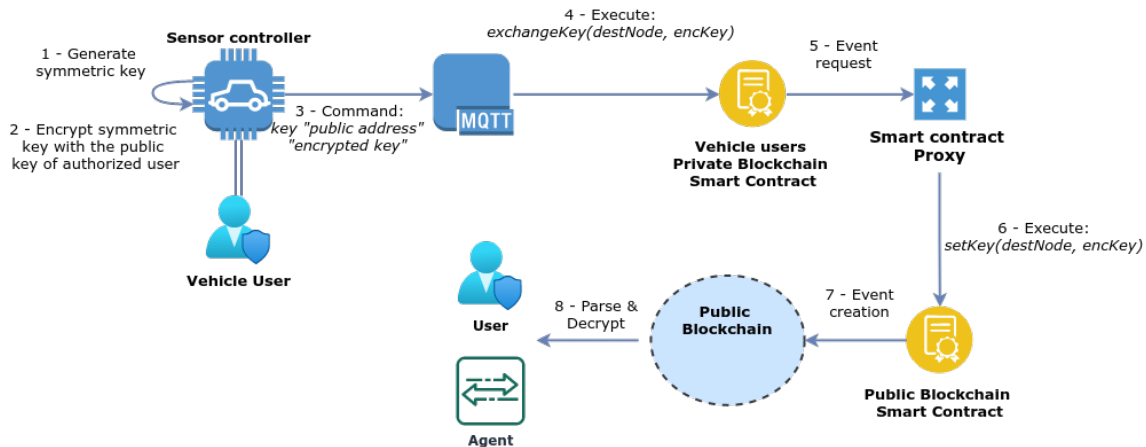 Sensor controller
1 - Generate
symmetric key
2 - Encrypt symmetric
key with the public
key of authorized user
Vehicle User
3 - Command:
key "public address"
"encrypted key"
MQTT
4 - Execute:
exchangeKey(destNode, encKey)
Vehicle users
Private Blockchain
Smart Contract
5 - Event
request
Smart contract
Proxy
6 - Execute:
setKey(destNode, encKey)
Public Blockchain
Smart Contract
7 - Event
creation
Public
Blockchain
8 - Parse &
Decrypt
User
Agent